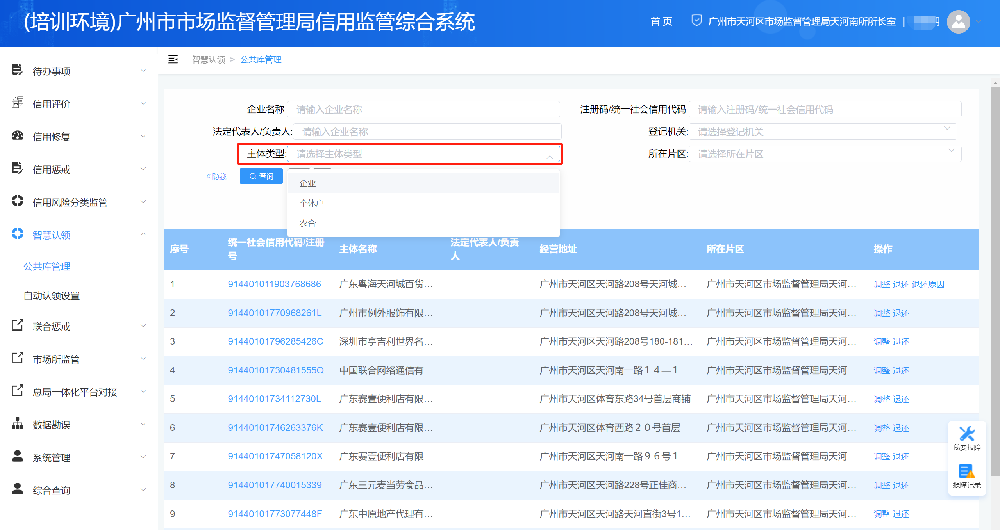 (培训环境)广州市市场监督管理局信用监管综合系统
首 页
广州市天河区市场监督管理局天河南所所长室 |
待办事项
信用评价
信用修复
信用惩戒
信用风险分类监管
智慧认领
公共库管理
自动认领设置
联合惩戒
市场所监管
总局一体化平台对接
数据勘误
系统管理
综合查询
智慧认领 > 公共库管理
企业名称: 请输入企业名称
注册码/统一社会信用代码: 请输入注册码/统一社会信用代码
法定代表人/负责人: 请输入企业名称
登记机关: 请选择登记机关
主体类型: 请选择主体类型
所在片区: 请选择所在片区
«隐藏
查询
企业
个体户
农合
序号 统一社会信用代码/注册号 主体名称 法定代表人/负责人 经营地址 所在片区 操作
1 914401011903768686 广东粤海天河城百货... 广州市天河区天河路208号天河城... 广州市天河区市场监督管理局天河... 调整 退还 退还原因
2 91440101770968261L 广州市例外服饰有限... 广州市天河区天河路208号天河城... 广州市天河区市场监督管理局天河... 调整 退还
3 91440101796285426C 深圳市亨吉利世界名... 广州市天河区天河路208号180-181... 广州市天河区市场监督管理局天河... 调整 退还
4 91440101730481555Q 中国联合网络通信有... 广州市天河区天河南一路１４—１... 广州市天河区市场监督管理局天河... 调整 退还
5 91440101734112730L 广东赛壹便利店有限... 广州市天河区体育东路34号首层商铺 广州市天河区市场监督管理局天河... 调整 退还
6 91440101746263376K 广东赛壹便利店有限... 广州市天河区体育西路２０号首层 广州市天河区市场监督管理局天河... 调整 退还
7 91440101747058120X 广东赛壹便利店有限... 广州市天河区天河南一路９６号１... 广州市天河区市场监督管理局天河... 调整 退还
8 914401017740015339 广东三元麦当劳食品... 广州市天河区天河路228号正佳商... 广州市天河区市场监督管理局天河... 调整 退还
9 91440101773077448F 广东中原地产代理有... 广州市天河区天河路天河直街3号1... 广州市天河区市场监督管理局天河... 调整 退还
我要报障
报障记录